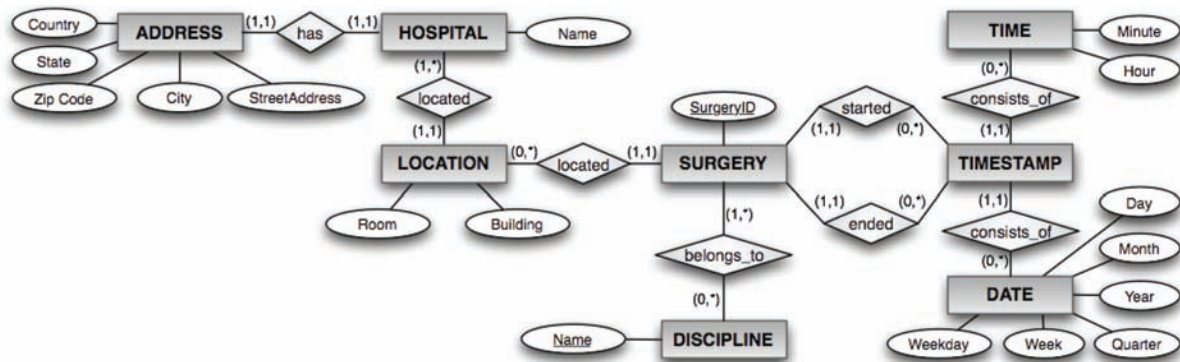 Country
ADDRESS
(1,1)
has
(1,1)
HOSPITAL
Name
State
Zip Code
City
StreetAddress
(1,*)
located
(1,1)
LOCATION
(0,*)
located
(1,1)
Room
Building
SurgeryID
SURGERY
(1,1)
started
(0,*)
(1,1)
ended
(0,*)
(1,*)
belongs_to
(0,*)
Name
DISCIPLINE
TIME
Minute
Hour
(0,*)
consists_of
(1,1)
TIMESTAMP
(1,1)
consists_of
(0,*)
DATE
Day
Month
Year
Quarter
Week
Weekday